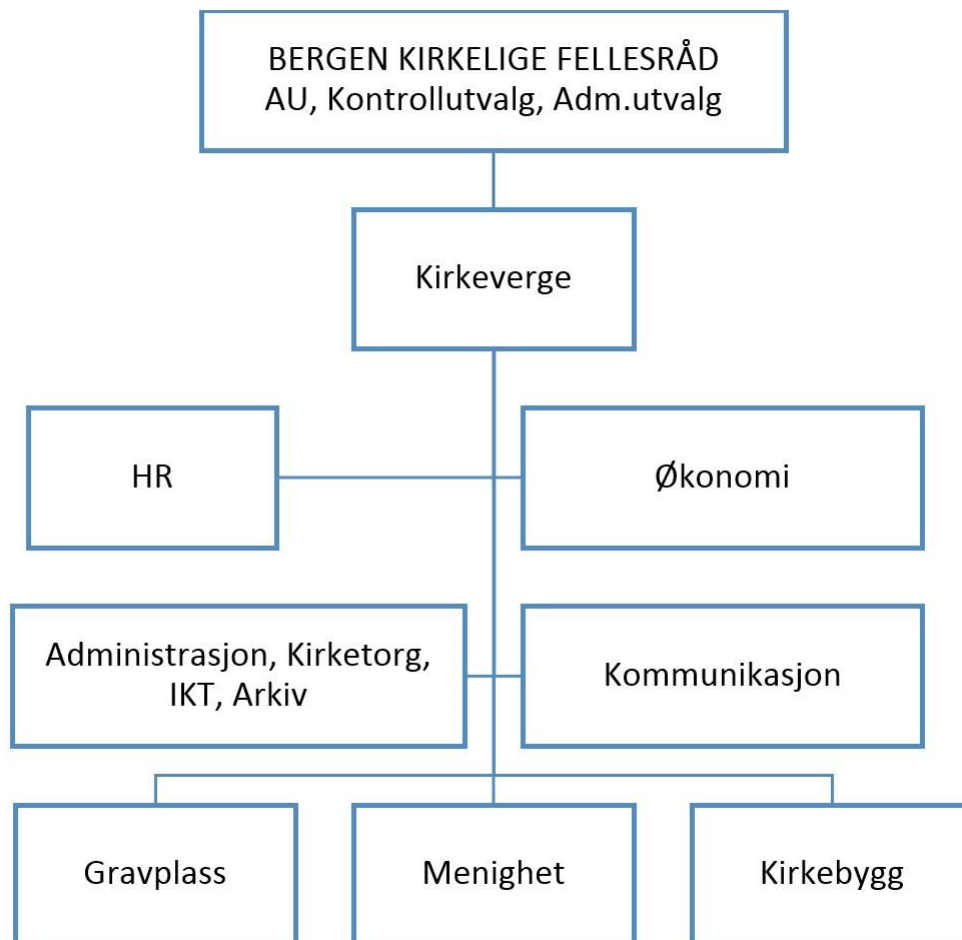 BERGEN KIRKELIGE FELLESRÅD
AU, Kontrollutvalg, Adm.utvalg
Kirkeverge
HR
Økonomi
Administrasjon, Kirketorg,
IKT, Arkiv
Kommunikasjon
Gravplass
Menighet
Kirkebygg